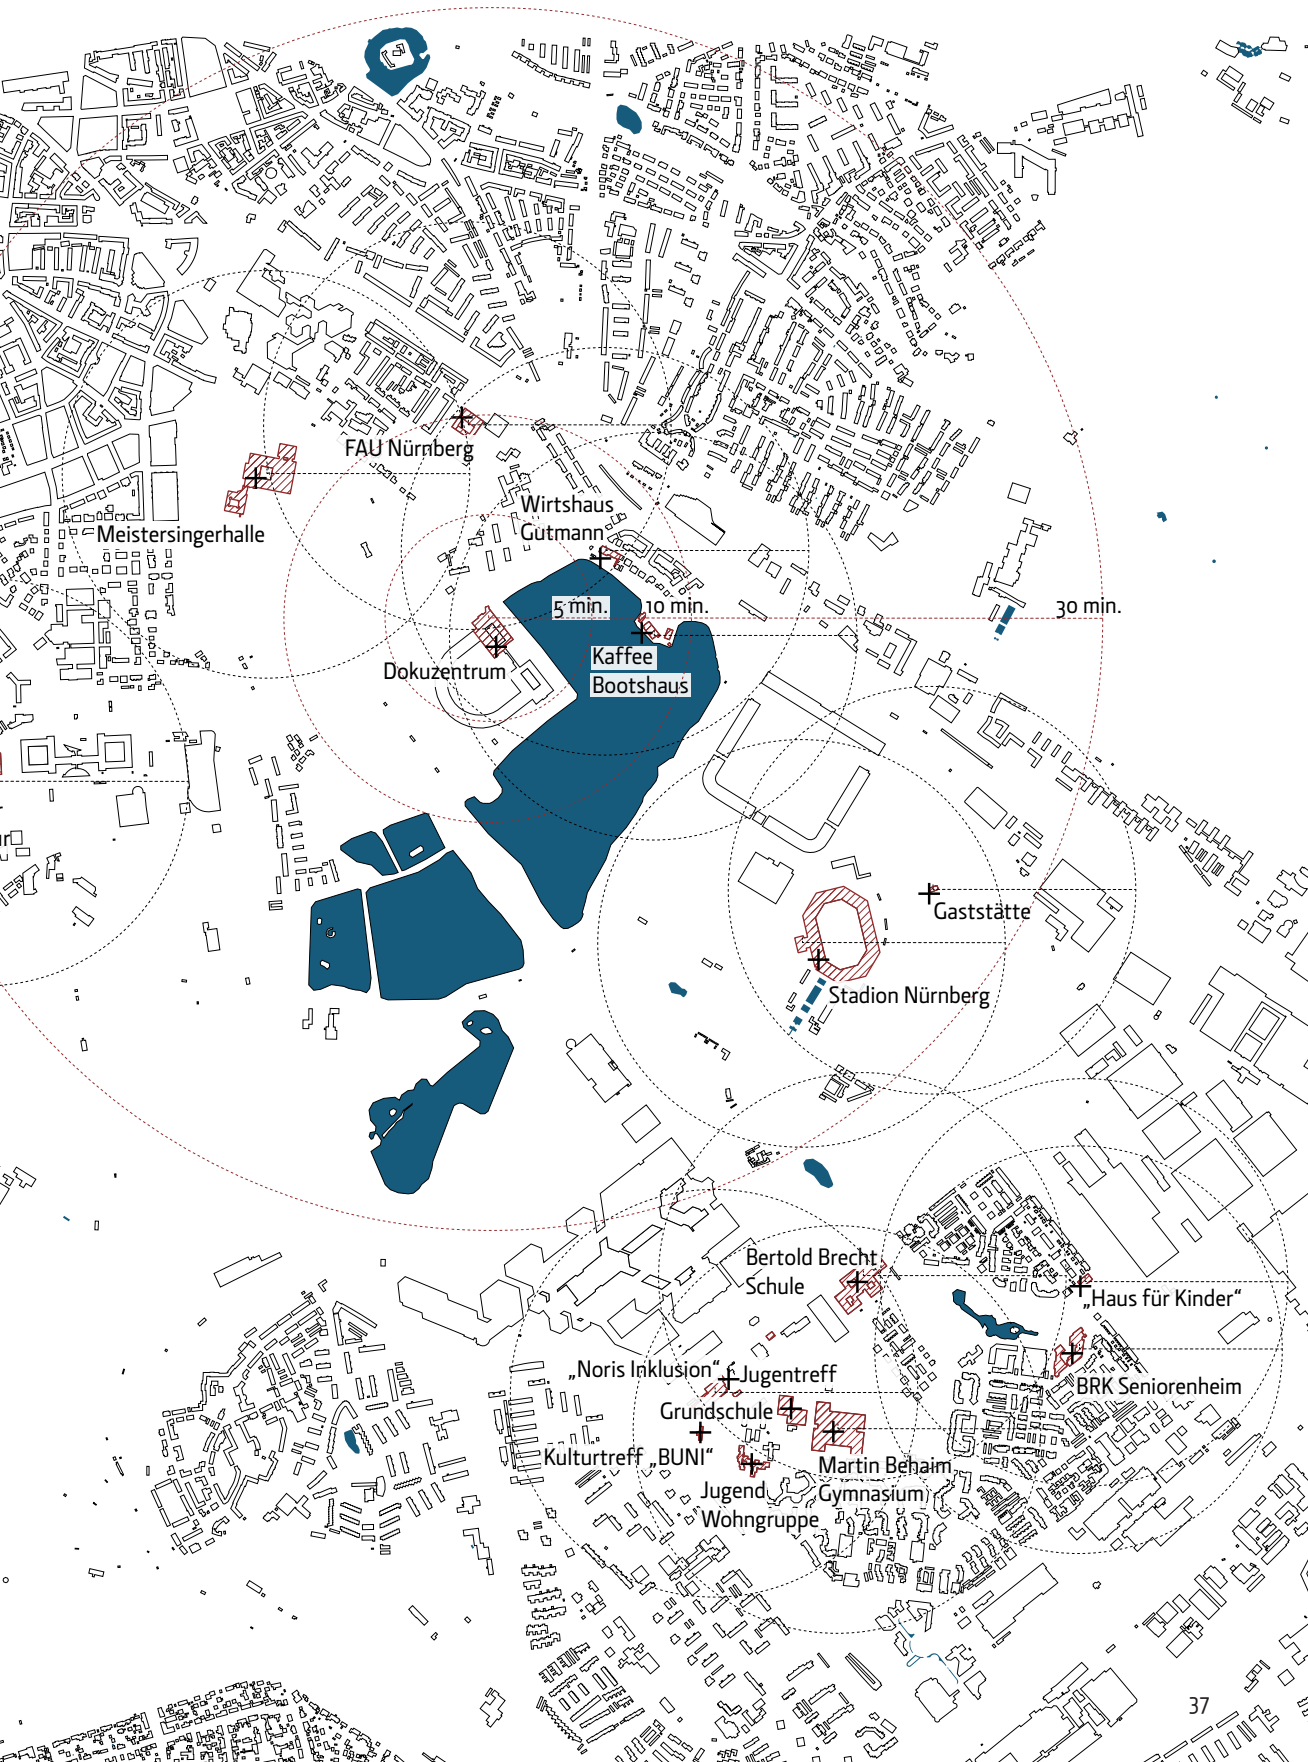 FAU Nürnberg
Wirtshaus
Gutmann
Meistersingerhalle
5 min.
10 min.
30 min.
Kaffee
Bootshaus
Dokuzentrum
ur
Gaststätte
Stadion Nürnberg
Bertold Brecht
Schule
„Haus für Kinder“
„Noris Inklusion“
Jugentreff
BRK Seniorenheim
Grundschule
Kulturtreff „BUNI“
Martin Behaim
Gymnasium
Jugend
Wohngruppe
37